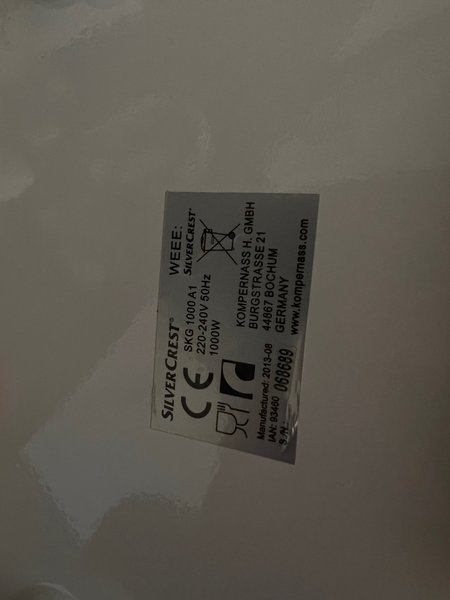 SILVERCREST®
SKG 1000 A1
220-240V 50Hz
1000W
WEEE:
SILVERCREST®
CE
KOMPERNASS H. GMBH
BURGSTRASSE 21
44867 BOCHUM
GERMANY
www.kompernass.com
Manufactured: 2013-08
IAN: 93460
S/N: 068689